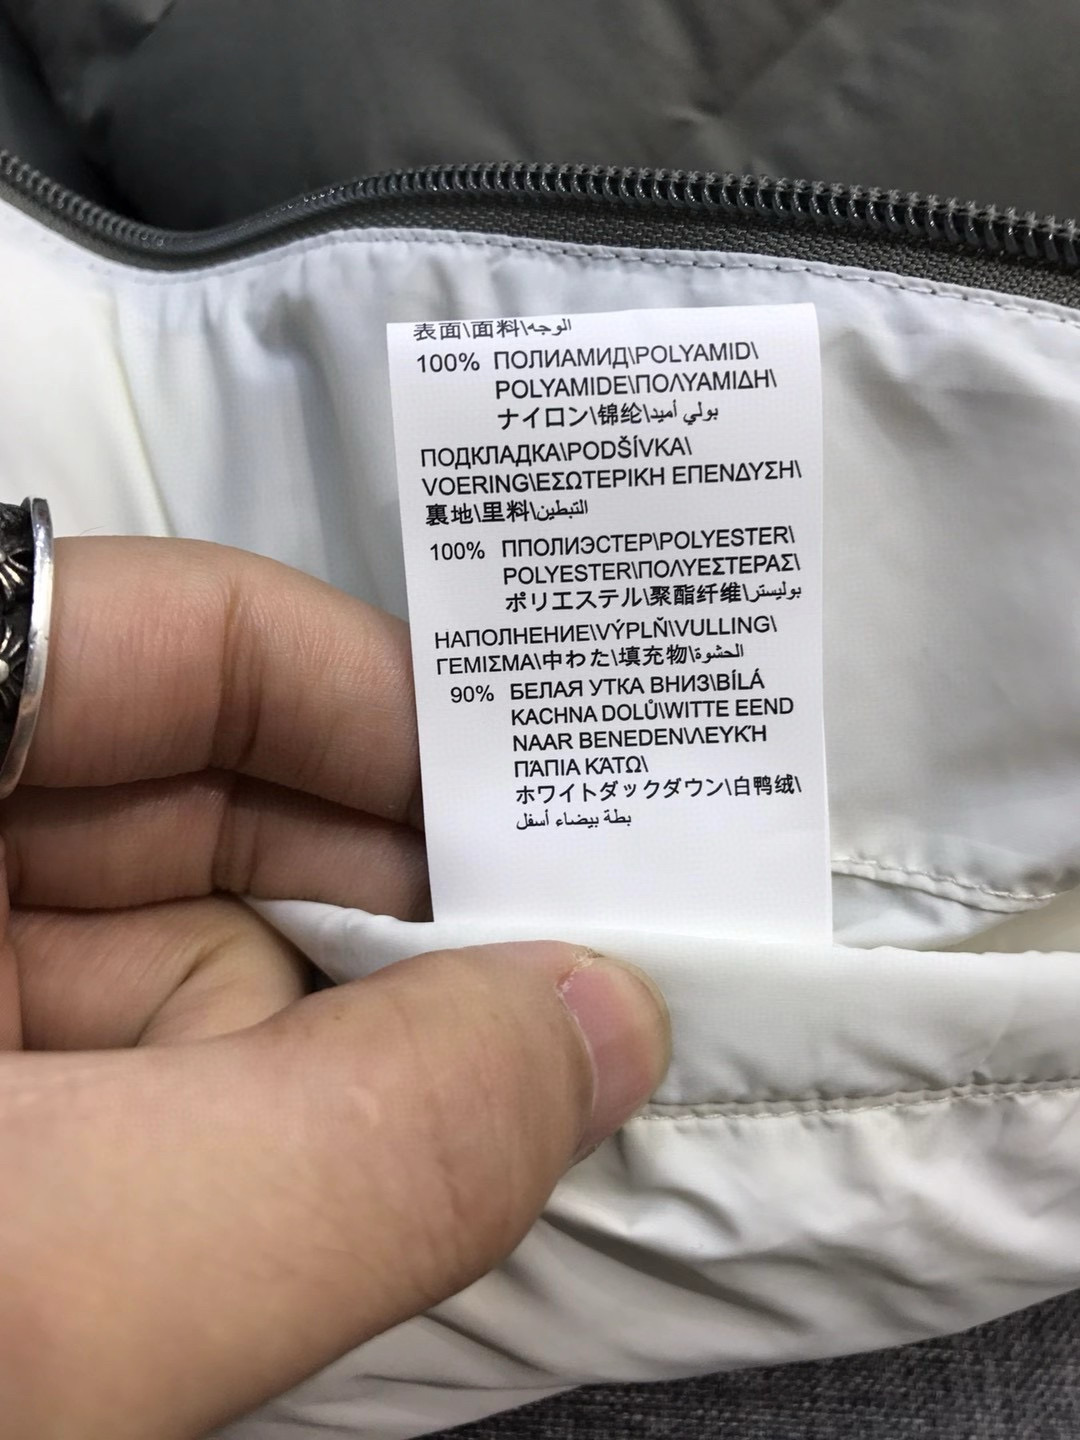 表面\面料\الوجه
100% ПОЛИАМИД\POLYAMID\
POLYAMIDE\ΠΟΛΥΑΜΙΔΗ\
ナイロン\锦纶\بولي أميد
ПОДКЛАДКА\PODŠÍVKA\
VOERING\ΕΣΩΤΕΡΙΚΗ ΕΠΕΝΔΥΣΗ\
裏地\里料\التبطين
100% ППОЛИЭСТЕР\POLYESTER\
POLYESTER\ΠΟΛΥΕΣΤΕΡΑΣ\
ポリエステル\聚酯纤维\بوليستر
НАПОЛНЕНИЕ\VÝPLŇ\VULLING\
ΓΕΜΙΣΜΑ\中わた\填充物\الحشوة
90% БЕЛАЯ УТКА ВНИЗ\BÍLÁ
KACHNA DOLŮ\WITTE EEND
NAAR BENEDEN\ΛΕΥΚΉ
ΠΆΠΙΑ ΚΆΤΩ\
ホワイトダックダウン\白鸭绒\
بطة بيضاء أسفل